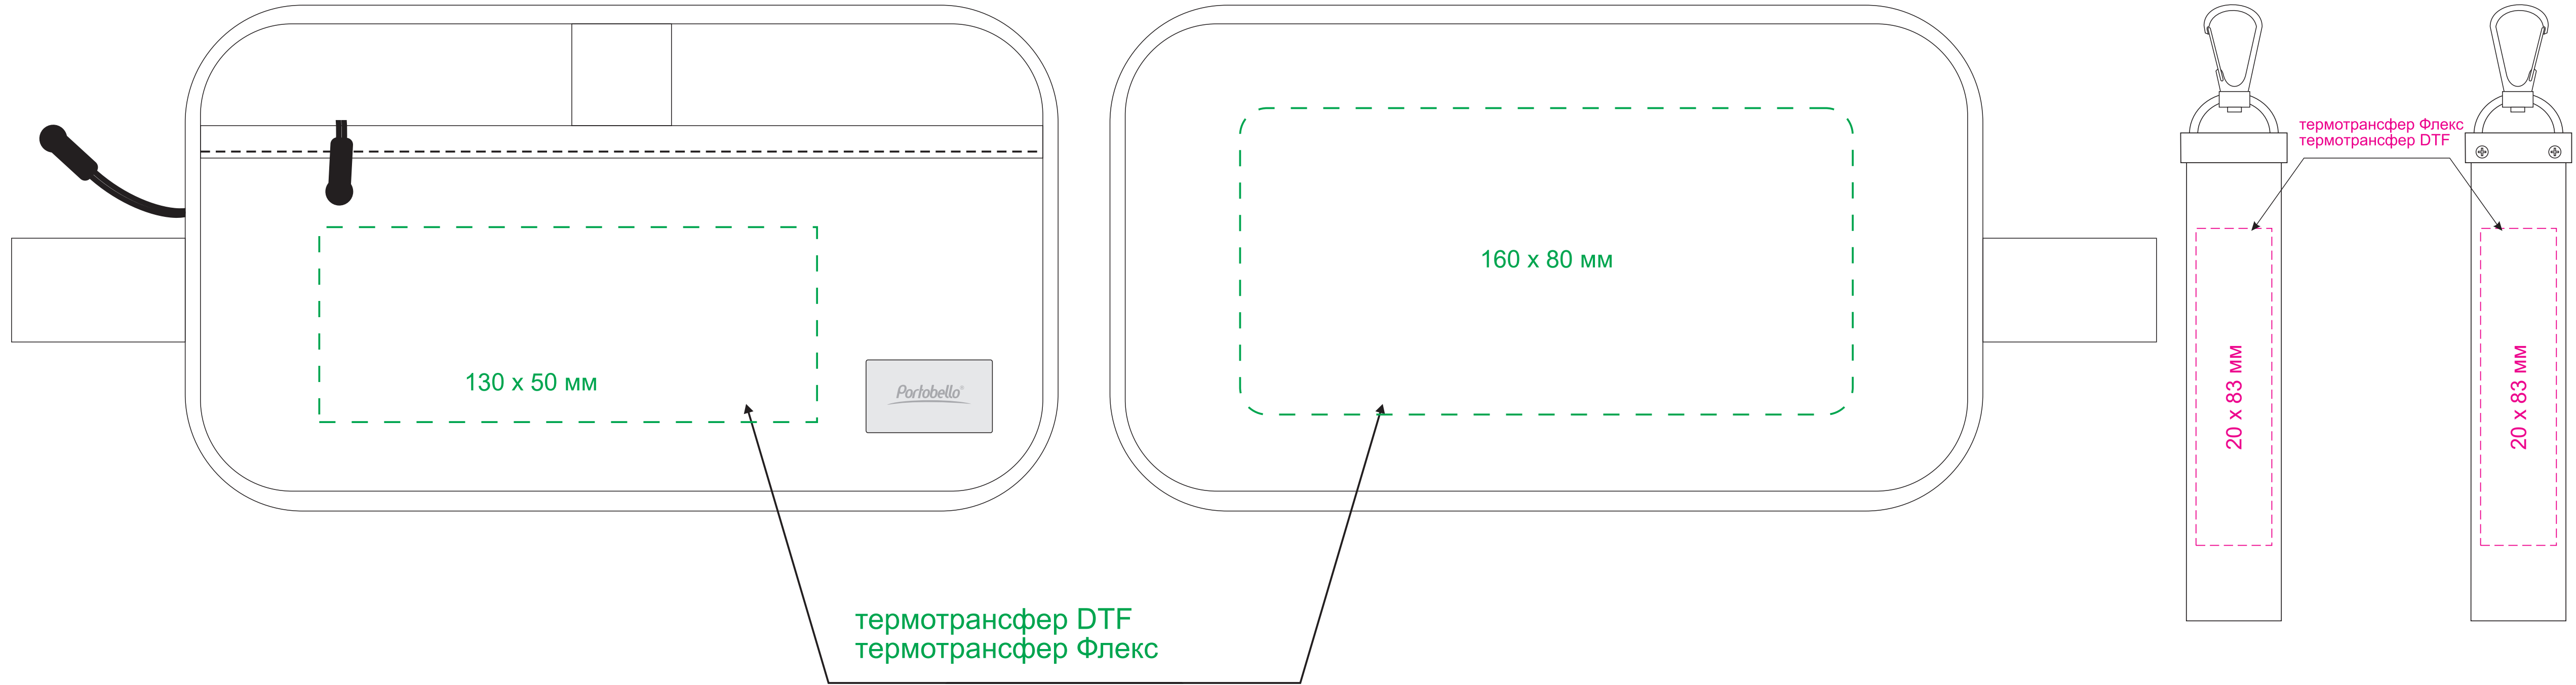 130 x 50 мм
Portobello®
160 x 80 мм
термотрансфер DTF
термотрансфер Флекс
термотрансфер Флекс
термотрансфер DTF
20 x 83 мм
20 x 83 мм